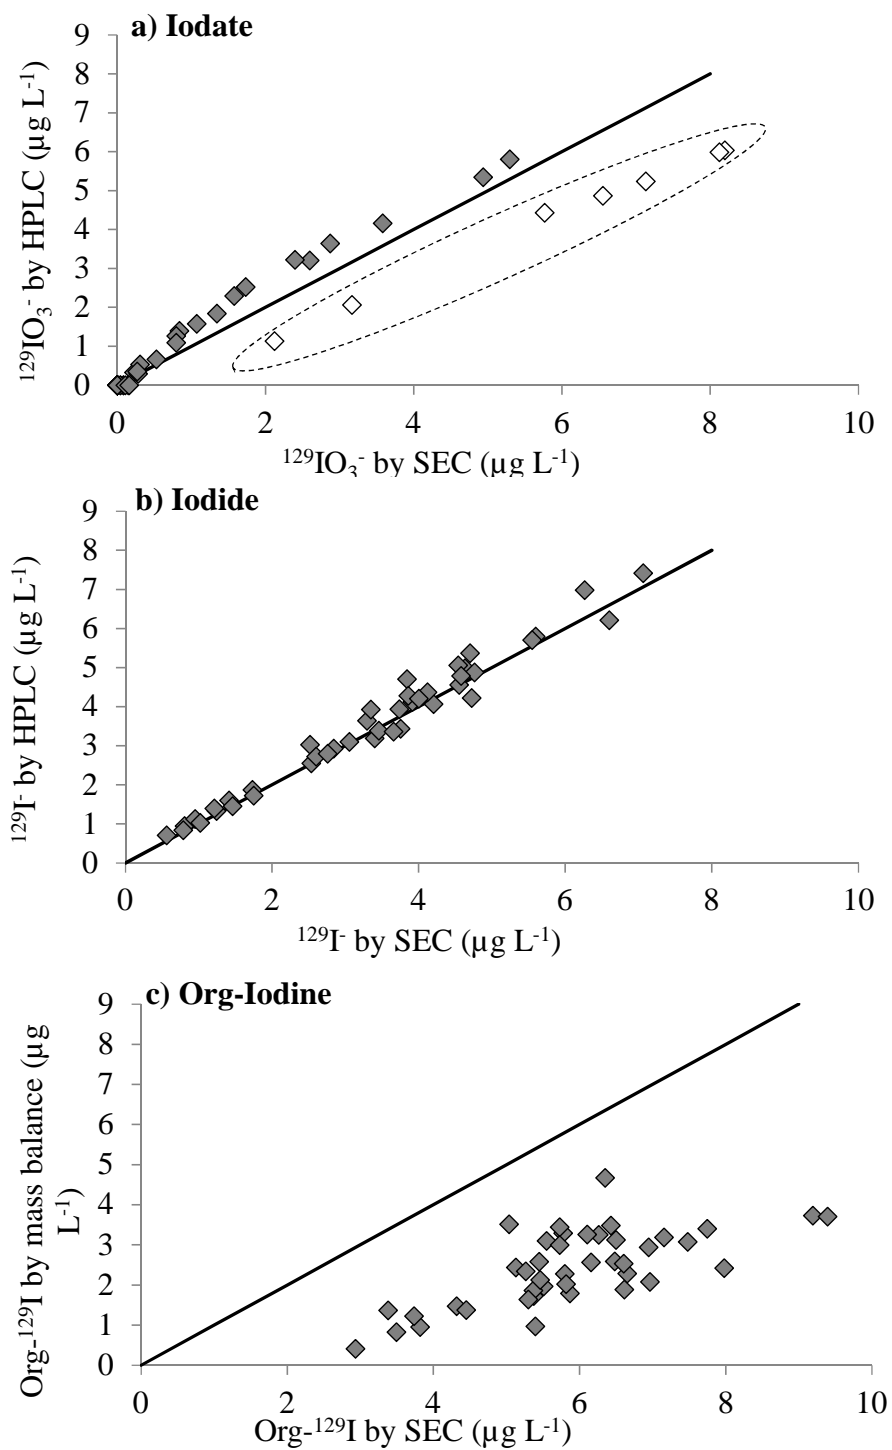 a) Iodate
¹²⁹IO₃⁻ by HPLC (µg L⁻¹)
9
8
7
6
5
4
3
2
1
0
0 2 4 6 8 10
¹²⁹IO₃⁻ by SEC (µg L⁻¹)
b) Iodide
¹²⁹I⁻ by HPLC (µg L⁻¹)
9
8
7
6
5
4
3
2
1
0
0 2 4 6 8 10
¹²⁹I⁻ by SEC (µg L⁻¹)
c) Org-Iodine
Org-¹²⁹I by mass balance (µg
L⁻¹)
9
8
7
6
5
4
3
2
1
0
0 2 4 6 8 10
Org-¹²⁹I by SEC (µg L⁻¹)